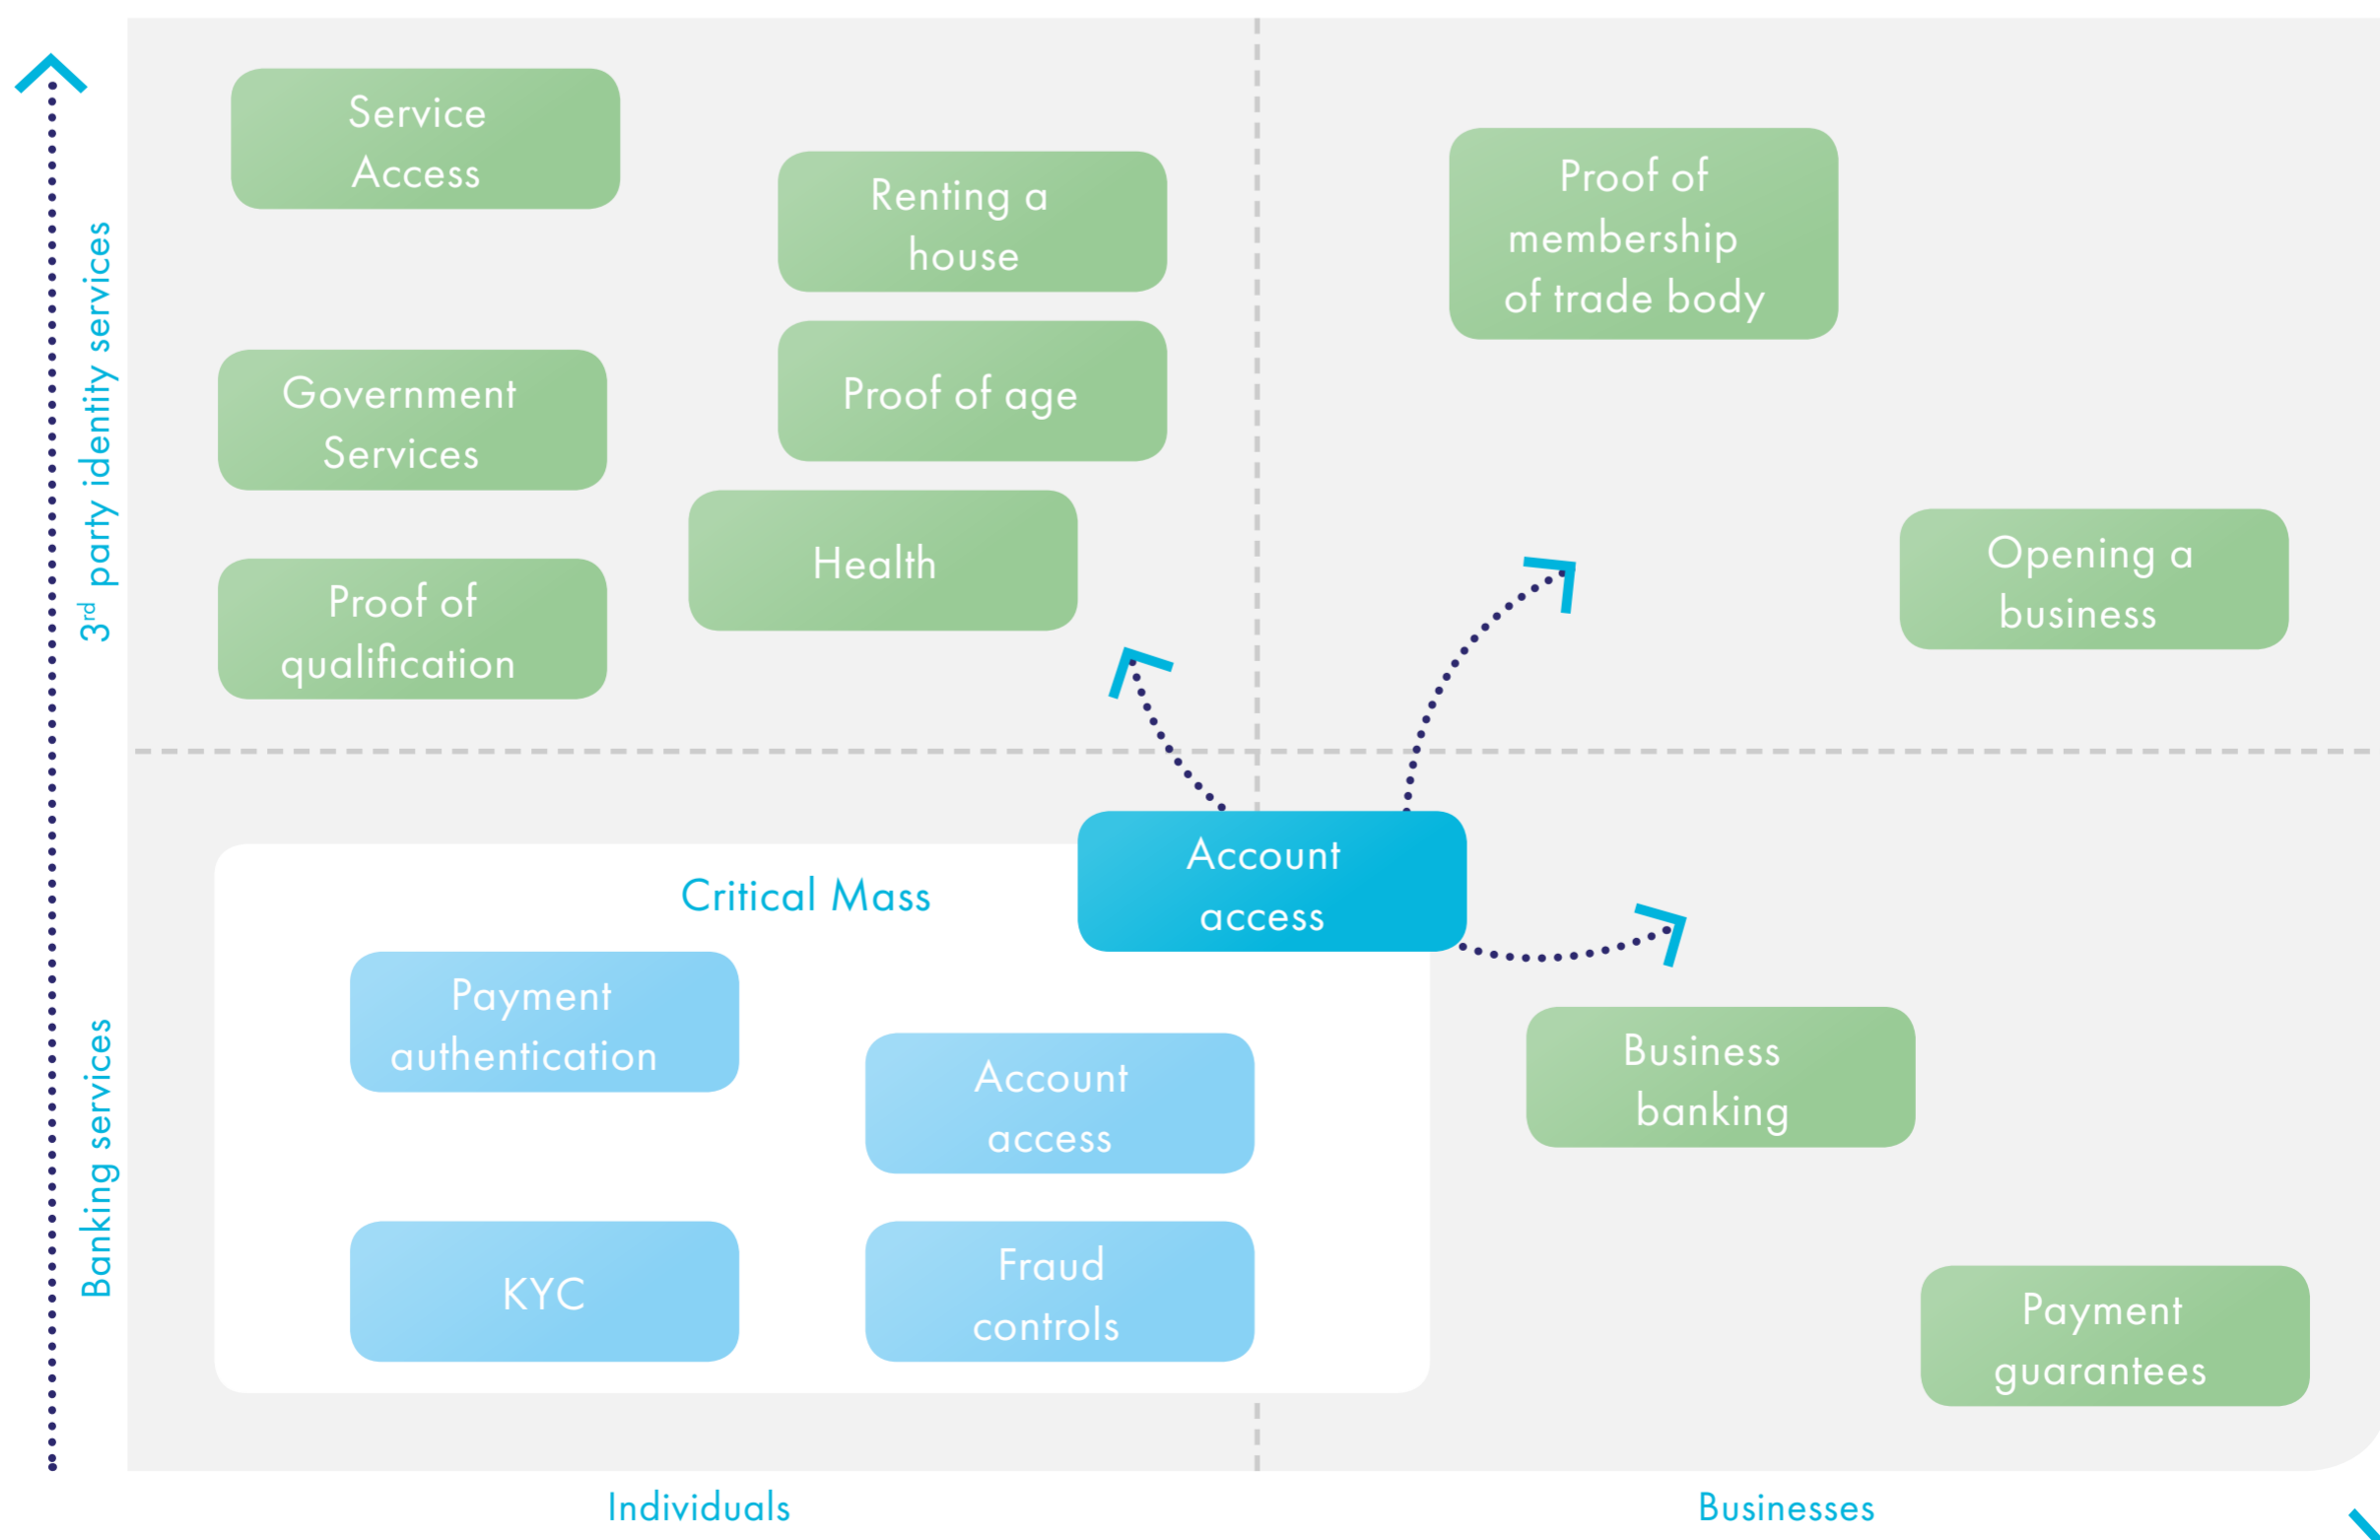 Service
Access
Renting a
house
Proof of
membership
of trade body
Government
Services
Proof of age
Health
Opening a
business
Proof of
qualification
3rd party identity services
Account
access
Critical Mass
Payment
authentication
Account
access
Business
banking
KYC
Fraud
controls
Payment
guarantees
Banking services
Individuals
Businesses